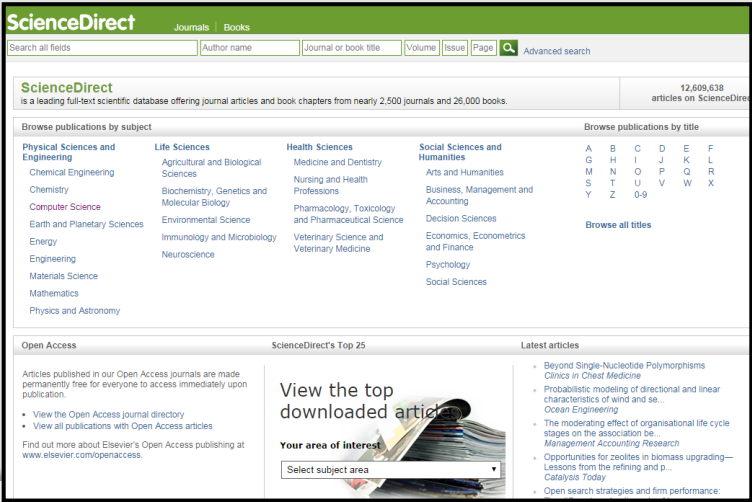 ScienceDirect
Journals | Books
Search all fields
Author name
Journal or book title
Volume
Issue
Page
Advanced search
ScienceDirect
is a leading full-text scientific database offering journal articles and book chapters from nearly 2,500 journals and 26,000 books.
12,609,638
articles on ScienceDirec
Browse publications by subject
Physical Sciences and
Engineering
Chemical Engineering
Chemistry
Computer Science
Earth and Planetary Sciences
Energy
Engineering
Materials Science
Mathematics
Physics and Astronomy
Life Sciences
Agricultural and Biological
Sciences
Biochemistry, Genetics and
Molecular Biology
Environmental Science
Immunology and Microbiology
Neuroscience
Health Sciences
Medicine and Dentistry
Nursing and Health
Professions
Pharmacology, Toxicology
and Pharmaceutical Science
Veterinary Science and
Veterinary Medicine
Social Sciences and
Humanities
Arts and Humanities
Business, Management and
Accounting
Decision Sciences
Economics, Econometrics
and Finance
Psychology
Social Sciences
Browse publications by title
A B C D E F
G H I J K L
M N O P Q R
S T U V W X
Y Z 0-9
Browse all titles
Open Access
Articles published in our Open Access journals are made
permanently free for everyone to access immediately upon
publication.
View the Open Access journal directory
View all publications with Open Access articles
Find out more about Elsevier's Open Access publishing at
www.elsevier.com/openaccess.
ScienceDirect's Top 25
View the top
downloaded articles
Your area of interest
Select subject area
Latest articles
Beyond Single-Nucleotide Polymorphisms
Clinics in Chest Medicine
Probabilistic modeling of directional and linear
characteristics of wind and se...
Ocean Engineering
The moderating effect of organisational life cycle
stages on the association be...
Management Accounting Research
Opportunities for zeolites in biomass upgrading—
Lessons from the refining and p...
Catalysis Today
Open search strategies and firm performance: